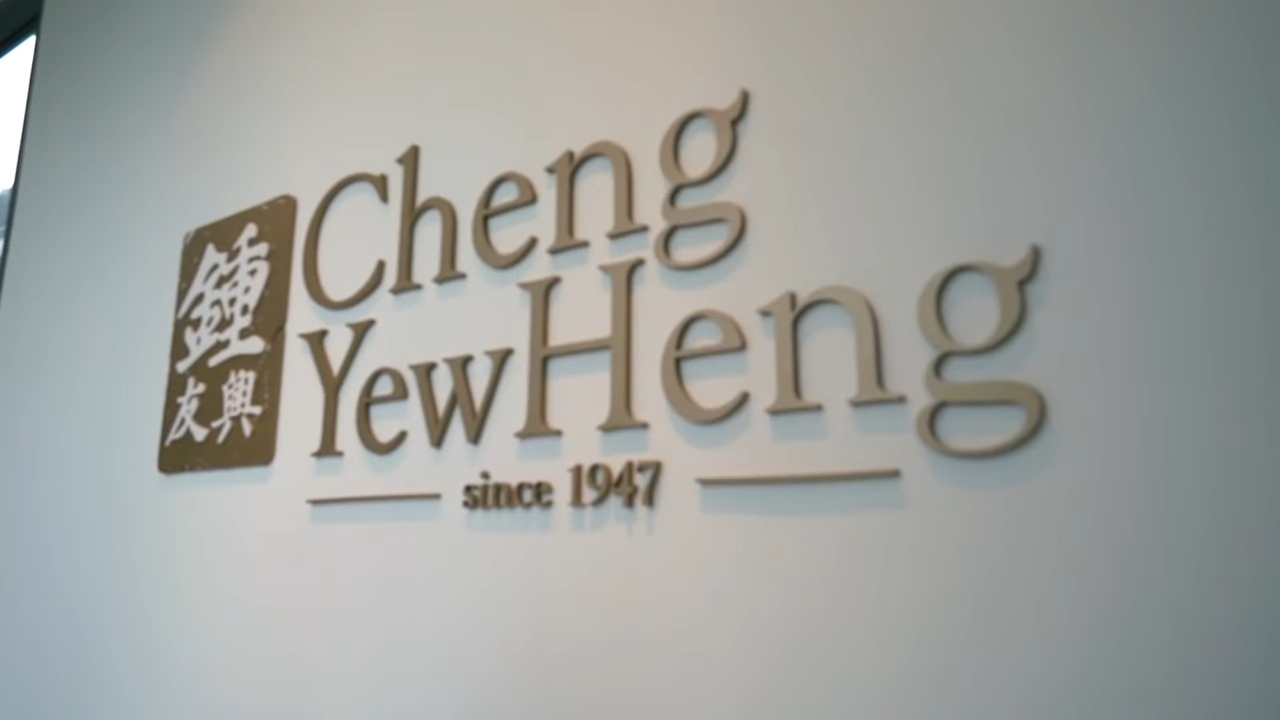 鍾
友興
Cheng
YewHeng
since 1947